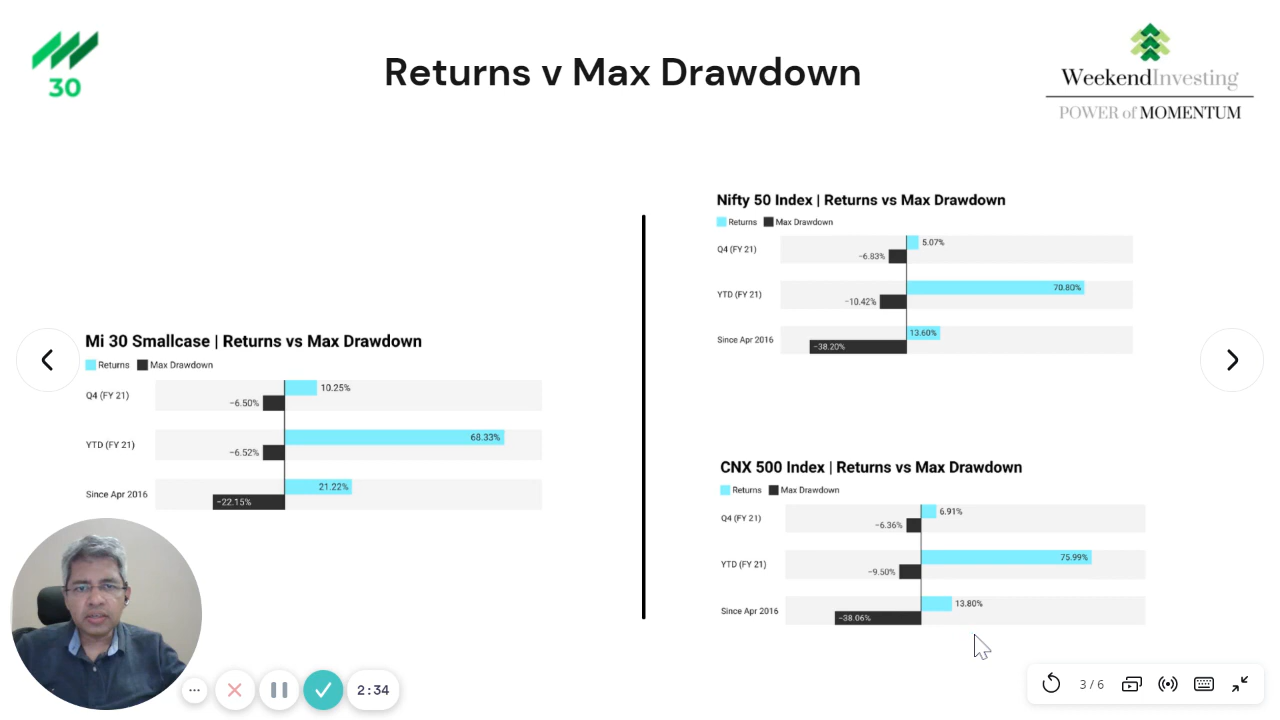 30
Returns v Max Drawdown
WeekendInvesting
POWER of MOMENTUM
Mi 30 Smallcase | Returns vs Max Drawdown
Returns Max Drawdown
Q4 (FY 21) 10.25%
−6.50%
YTD (FY 21) 68.33%
−6.52%
Since Apr 2016 21.22%
−22.15%
Nifty 50 Index | Returns vs Max Drawdown
Returns Max Drawdown
Q4 (FY 21) 5.07%
−6.83%
YTD (FY 21) 70.80%
−10.42%
Since Apr 2016 13.60%
−38.20%
CNX 500 Index | Returns vs Max Drawdown
Returns Max Drawdown
Q4 (FY 21) 6.91%
−6.36%
YTD (FY 21) 75.99%
−9.50%
Since Apr 2016 13.80%
−38.06%
2:34
3 / 6